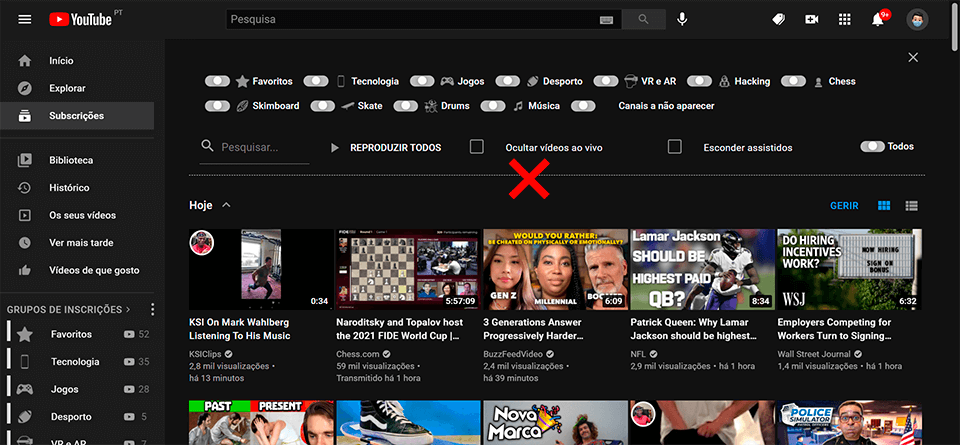 YouTube PT
Pesquisa
9+
Início
Explorar
Subscrições
Biblioteca
Histórico
Os seus vídeos
Ver mais tarde
Vídeos de que gosto
GRUPOS DE INSCRIÇÕES
Favoritos 52
Tecnologia 35
Jogos 28
Desporto 5
VR e AR
Favoritos Tecnologia Jogos Desporto VR e AR Hacking Chess
Skimboard Skate Drums Música Canais a não aparecer
Pesquisar... REPRODUZIR TODOS Ocultar vídeos ao vivo Esconder assistidos Todos
Hoje GERIR
0:34
KSI On Mark Wahlberg
Listening To His Music
KSIClips
2,8 mil visualizações •
há 13 minutos
5:57:09
Naroditsky and Topalov host
the 2021 FIDE World Cup |...
Chess.com
59 mil visualizações •
Transmitido há 1 hora
WOULD YOU RATHER:
BE CHEATED ON PHYSICALLY OR EMOTIONALLY?
GEN Z
MILLENNIAL
6:09
3 Generations Answer
Progressively Harder...
BuzzFeedVideo
2,4 mil visualizações •
há 39 minutos
Lamar Jackson
SHOULD BE
HIGHEST PAID
QB?
8:34
Patrick Queen: Why Lamar
Jackson should be highest...
NFL
2,9 mil visualizações • há 1 hora
DO HIRING
INCENTIVES
WORK?
NOW HIRING
SIGN ON
BONUS
WSJ
6:32
Employers Competing for
Workers Turn to Signing...
Wall Street Journal
1,4 mil visualizações • há 1 hora
PAST PRESENT
Nova
Marca
POLICE
SIMULATOR
PATROL OFFICERS